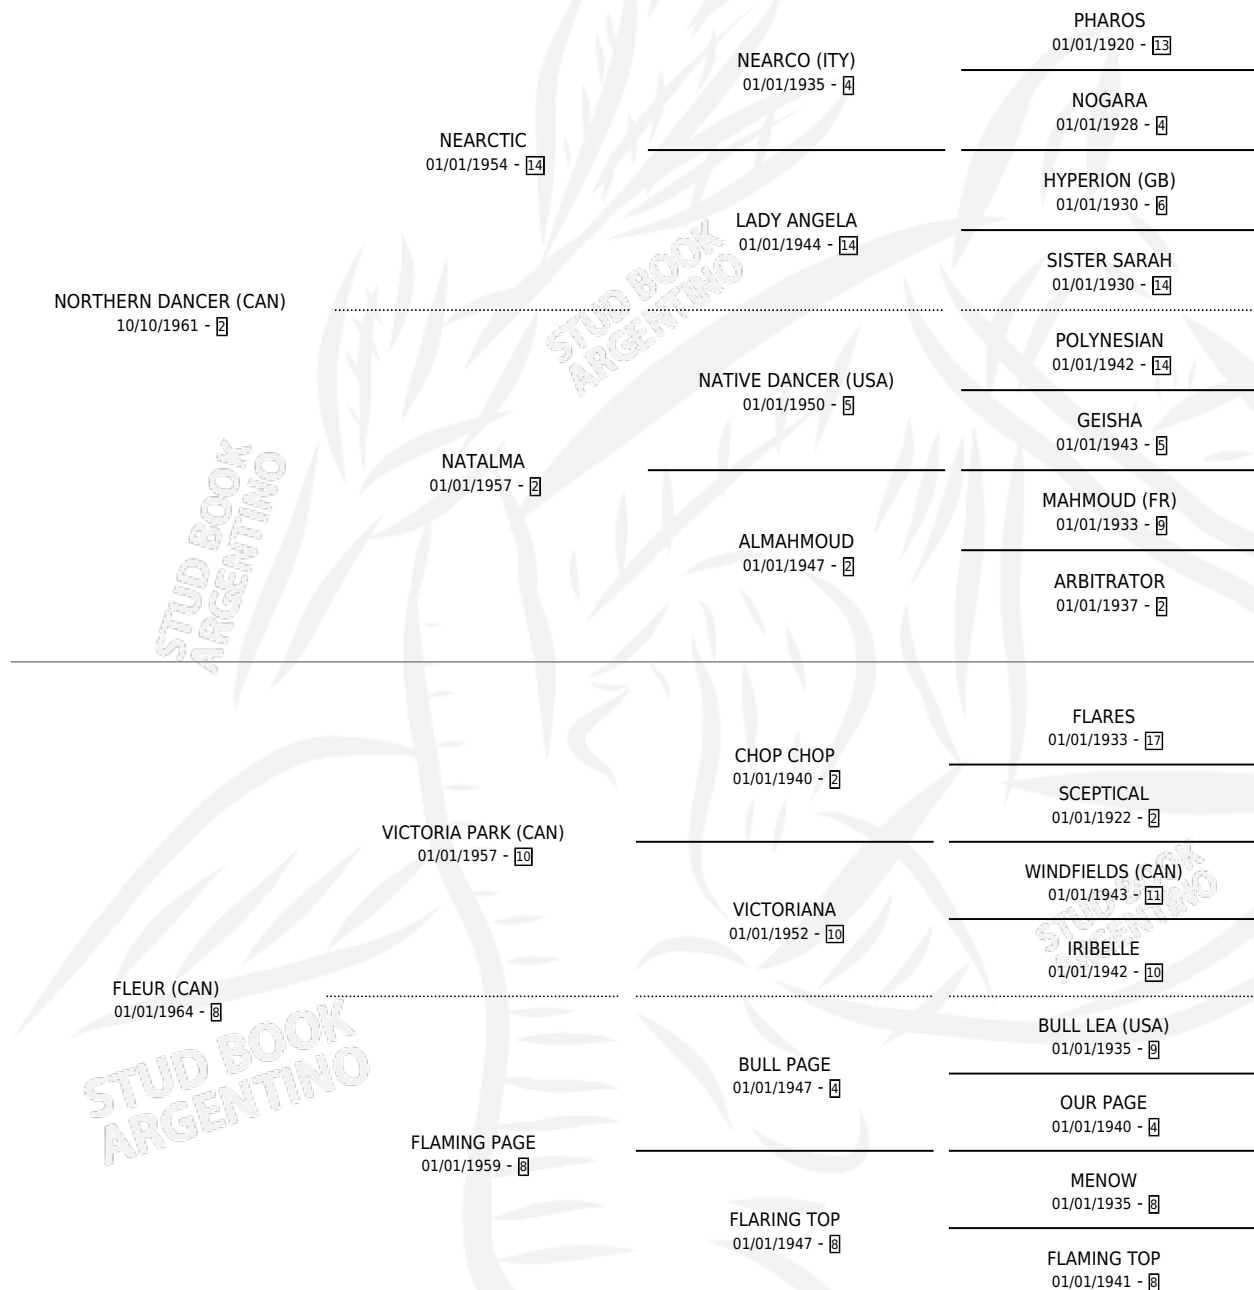 NORTHERN DANCER (CAN)
10/10/1961 - 2
NEARCTIC
01/01/1954 - 14
NATALMA
01/01/1957 - 2
NEARCO (ITY)
01/01/1935 - 4
LADY ANGELA
01/01/1944 - 14
NATIVE DANCER (USA)
01/01/1950 - 5
ALMAHMOUD
01/01/1947 - 2
PHAROS
01/01/1920 - 13
NOGARA
01/01/1928 - 4
HYPERION (GB)
01/01/1930 - 6
SISTER SARAH
01/01/1930 - 14
POLYNESIAN
01/01/1942 - 14
GEISHA
01/01/1943 - 5
MAHMOUD (FR)
01/01/1933 - 9
ARBITRATOR
01/01/1937 - 2
FLEUR (CAN)
01/01/1964 - 8
VICTORIA PARK (CAN)
01/01/1957 - 10
FLAMING PAGE
01/01/1959 - 8
CHOP CHOP
01/01/1940 - 2
VICTORIANA
01/01/1952 - 10
BULL PAGE
01/01/1947 - 4
FLARING TOP
01/01/1947 - 8
FLARES
01/01/1933 - 17
SCEPTICAL
01/01/1922 - 2
WINDFIELDS (CAN)
01/01/1943 - 11
IRIBELLE
01/01/1942 - 10
BULL LEA (USA)
01/01/1935 - 9
OUR PAGE
01/01/1940 - 4
MENOW
01/01/1935 - 8
FLAMING TOP
01/01/1941 - 8
STUD BOOK
ARGENTINO
STUD BOOK
ARGENTINO
STUD BOOK
ARGENTINO
STUD BOOK
ARGENTINO